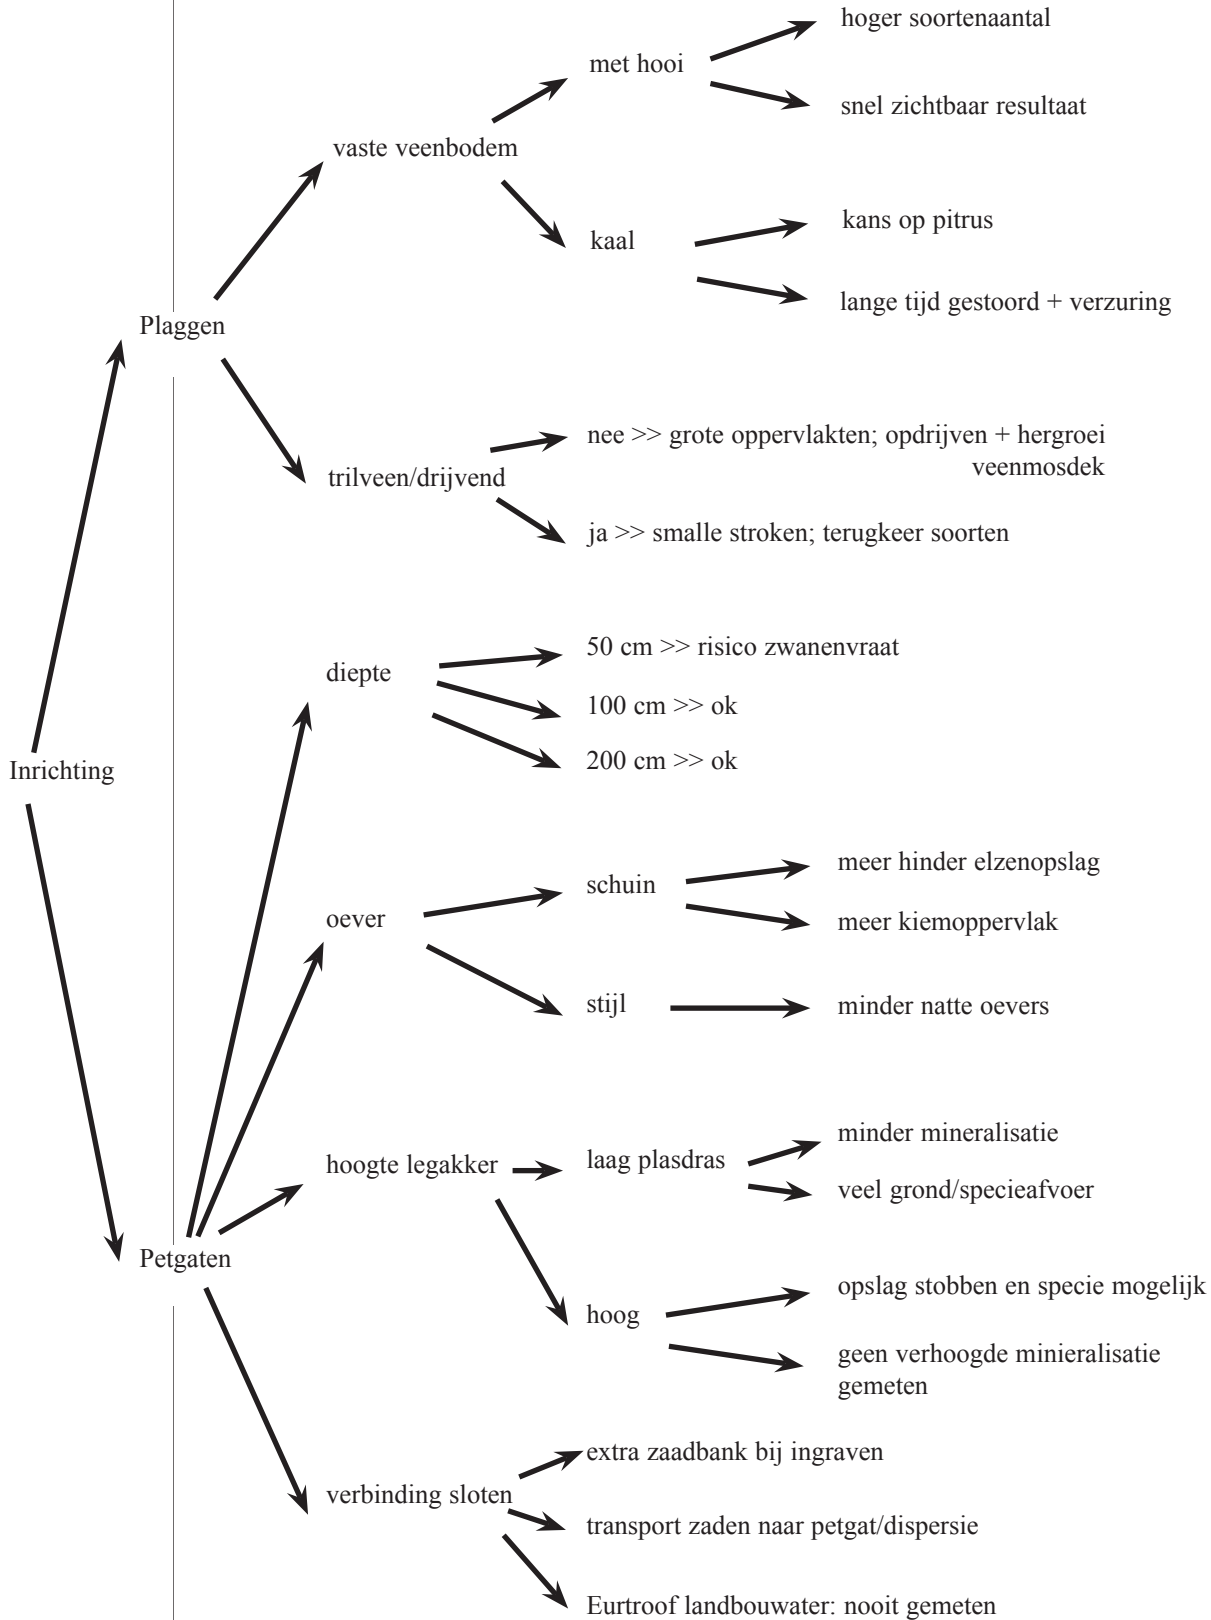 hoger soortenaantal
met hooi
snel zichtbaar resultaat
vaste veenbodem
kans op pitrus
kaal
lange tijd gestoord + verzuring
Plaggen
nee >> grote oppervlakten; opdrijven + hergroei
veenmosdek
trilveen/drijvend
ja >> smalle stroken; terugkeer soorten
50 cm >> risico zwanenvraat
diepte
100 cm >> ok
200 cm >> ok
Inrichting
meer hinder elzenopslag
schuin
meer kiemoppervlak
oever
stijl
minder natte oevers
minder mineralisatie
laag plasdras
hoogte legakker
veel grond/specieafvoer
Petgaten
opslag stobben en specie mogelijk
hoog
geen verhoogde minieralisatie
gemeten
extra zaadbank bij ingraven
verbinding sloten
transport zaden naar petgat/dispersie
Eurtroof landbouwater: nooit gemeten